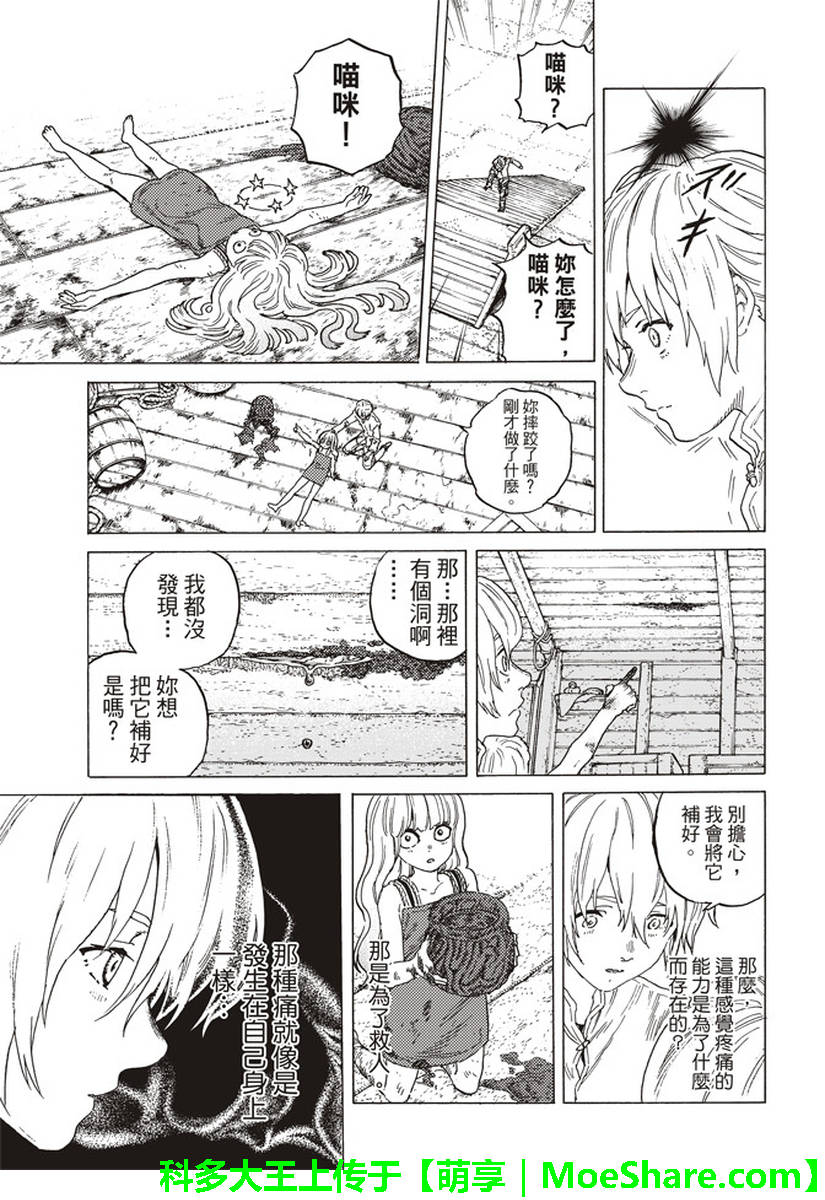 ズキ
喵咪？
妳怎麼了，
喵咪？
喵咪！
妳摔跤了嗎？
剛才做了什麼。
那…那裡
有個洞啊
……
我都沒
發現…
妳想
把它補好
是嗎？
別擔心，
我會將它
補好。
那麼，
這種感覺疼痛的
能力是為了什麼
而存在的？
那是為了救人。
那種痛就像是
發生在自己身上
一樣…
科多大王上传于【萌享】|MoeShare.com】